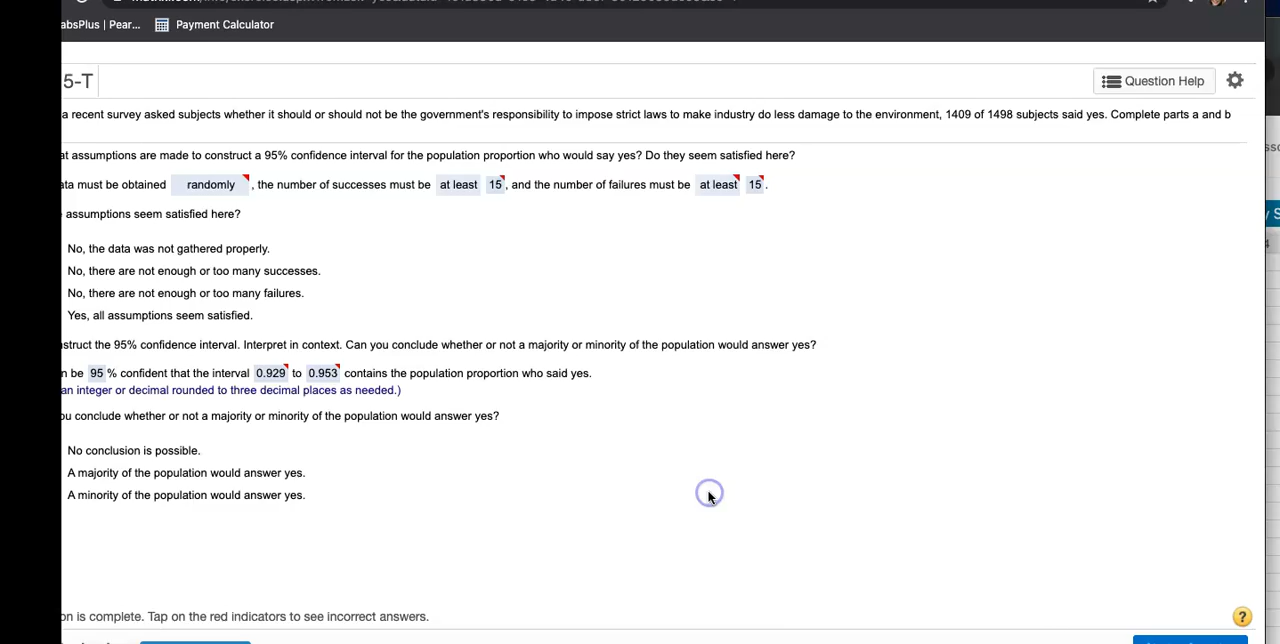 absPlus | Pear... Payment Calculator
5-T
Question Help
a recent survey asked subjects whether it should or should not be the government's responsibility to impose strict laws to make industry do less damage to the environment, 1409 of 1498 subjects said yes. Complete parts a and b
at assumptions are made to construct a 95% confidence interval for the population proportion who would say yes? Do they seem satisfied here?
ata must be obtained randomly , the number of successes must be at least 15 , and the number of failures must be at least 15 .
assumptions seem satisfied here?
No, the data was not gathered properly.
No, there are not enough or too many successes.
No, there are not enough or too many failures.
Yes, all assumptions seem satisfied.
struct the 95% confidence interval. Interpret in context. Can you conclude whether or not a majority or minority of the population would answer yes?
n be 95 % confident that the interval 0.929 to 0.953 contains the population proportion who said yes.
an integer or decimal rounded to three decimal places as needed.)
ou conclude whether or not a majority or minority of the population would answer yes?
No conclusion is possible.
A majority of the population would answer yes.
A minority of the population would answer yes.
on is complete. Tap on the red indicators to see incorrect answers.
?